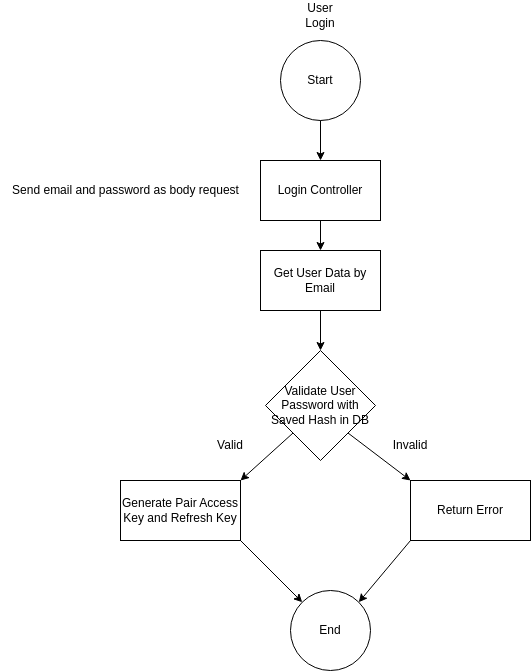 User
Login
Start
Send email and password as body request
Login Controller
Get User Data by
Email
Validate User
Password with
Saved Hash in DB
Valid
Invalid
Generate Pair Access
Key and Refresh Key
Return Error
End